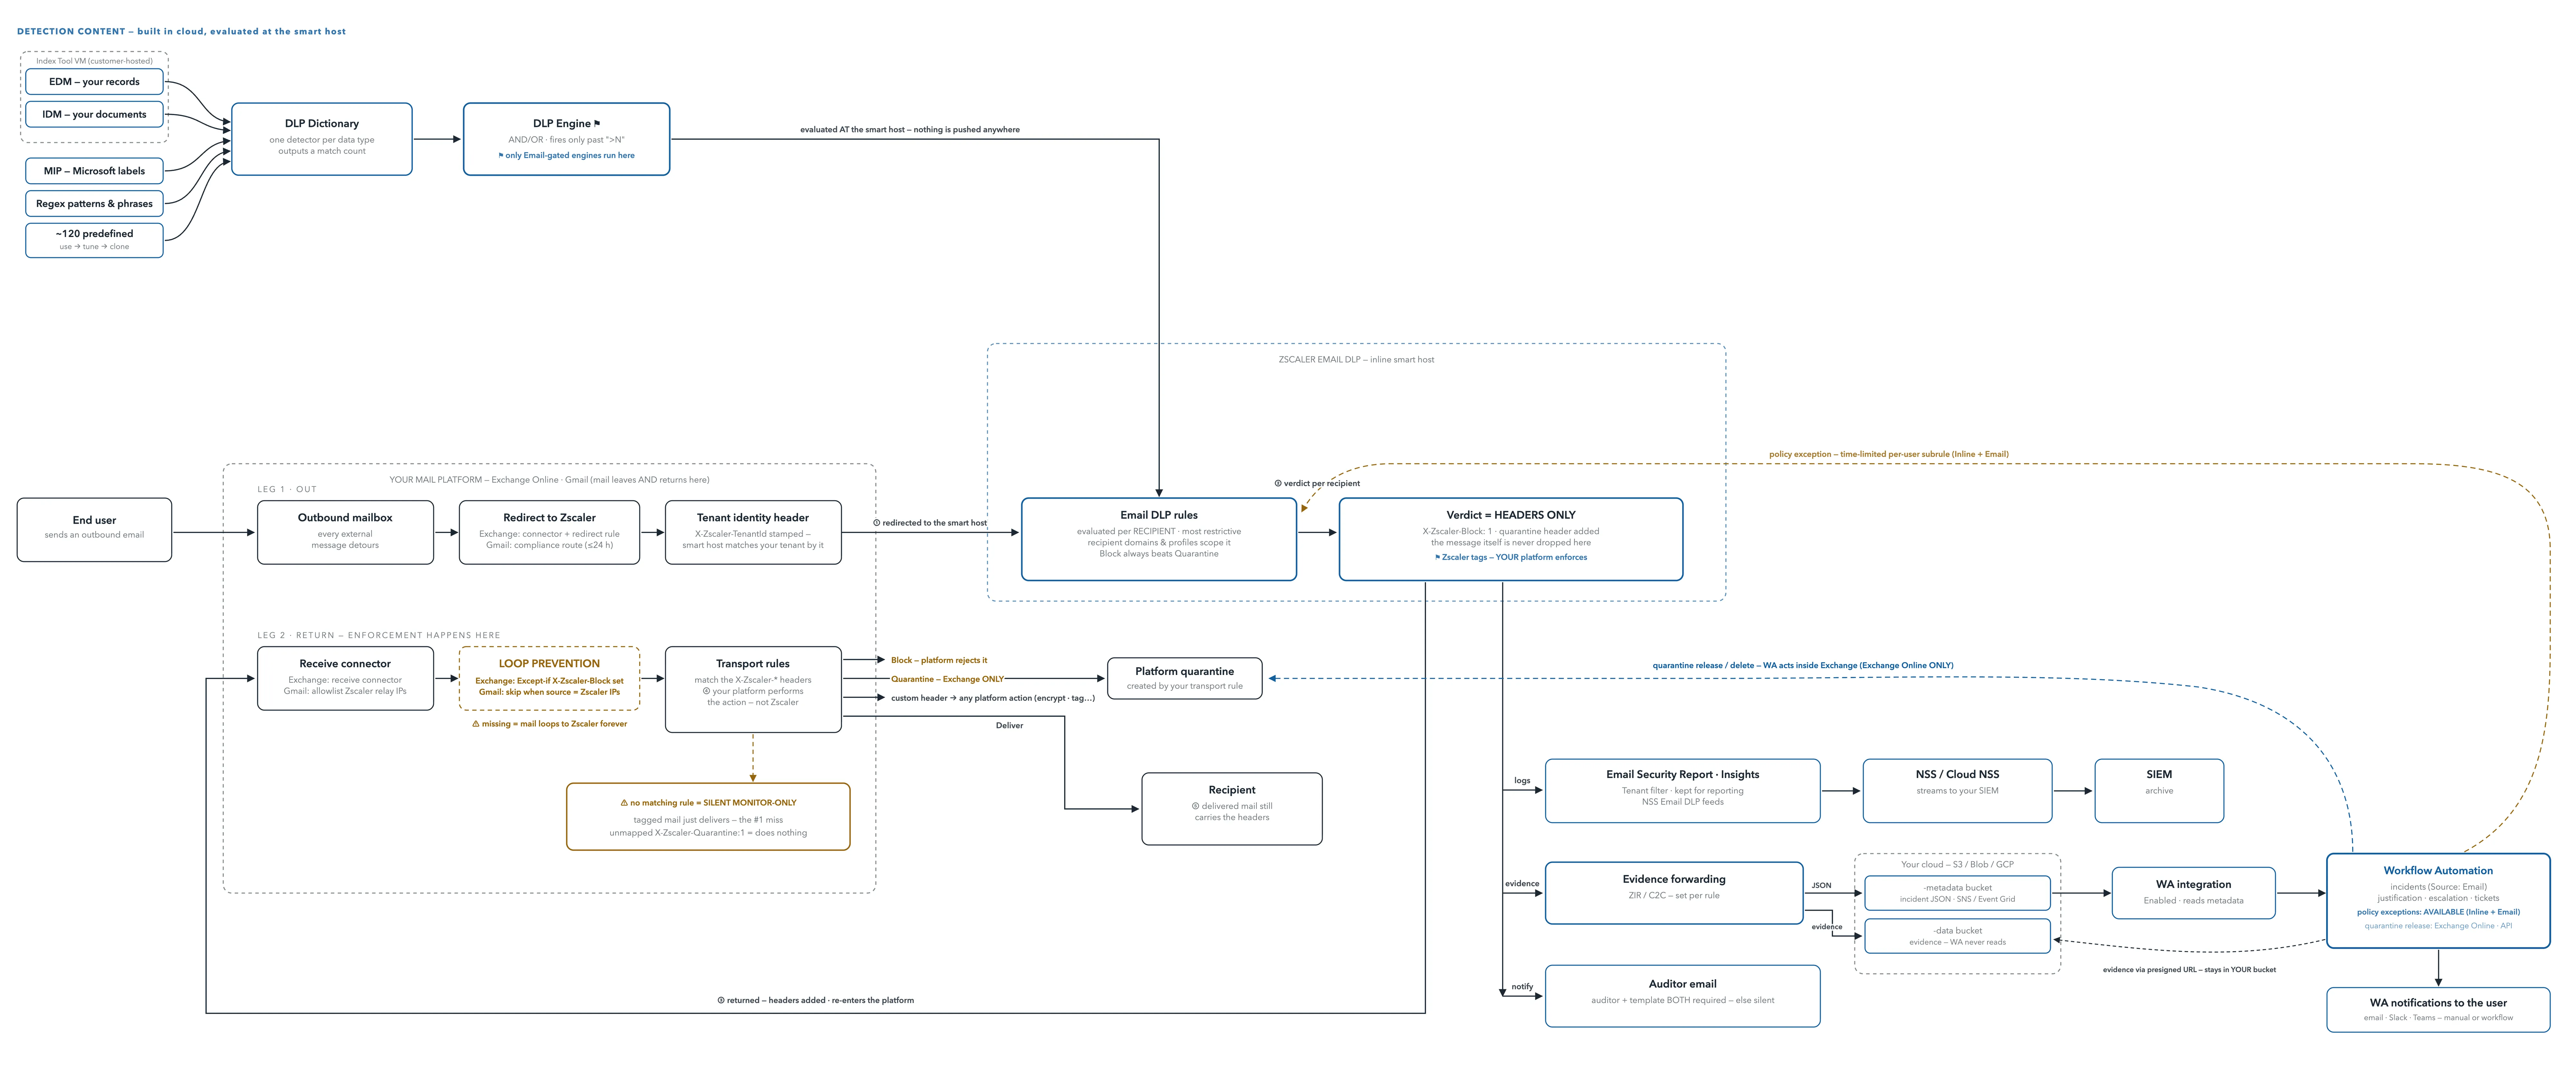 DETECTION CONTENT — built in cloud, evaluated at the smart host
Index Tool VM (customer-hosted)
EDM — your records
IDM — your documents
MIP — Microsoft labels
Regex patterns & phrases
~120 predefined
use → tune → clone
DLP Dictionary
one detector per data type
outputs a match count
DLP Engine ⚑
AND/OR · fires only past ">N"
⚑ only Email-gated engines run here
evaluated AT the smart host — nothing is pushed anywhere
ZSCALER EMAIL DLP — inline smart host
policy exception — time-limited per-user subrule (Inline + Email)
YOUR MAIL PLATFORM — Exchange Online · Gmail (mail leaves AND returns here)
LEG 1 · OUT
End user
sends an outbound email
Outbound mailbox
every external
message detours
Redirect to Zscaler
Exchange: connector + redirect rule
Gmail: compliance route (≤24 h)
Tenant identity header
X-Zscaler-TenantId stamped —
smart host matches your tenant by it
① redirected to the smart host
② verdict per recipient
Email DLP rules
evaluated per RECIPIENT · most restrictive
recipient domains & profiles scope it
Block always beats Quarantine
Verdict = HEADERS ONLY
X-Zscaler-Block: 1 · quarantine header added
the message itself is never dropped here
⚑ Zscaler tags — YOUR platform enforces
LEG 2 · RETURN — ENFORCEMENT HAPPENS HERE
Receive connector
Exchange: receive connector
Gmail: allowlist Zscaler relay IPs
LOOP PREVENTION
Exchange: Except-if X-Zscaler-Block set
Gmail: skip when source = Zscaler IPs
⚠ missing = mail loops to Zscaler forever
Transport rules
match the X-Zscaler-* headers
④ your platform performs
the action — not Zscaler
Block — platform rejects it
Quarantine — Exchange ONLY
custom header → any platform action (encrypt · tag…)
Deliver
Platform quarantine
created by your transport rule
quarantine release / delete — WA acts inside Exchange (Exchange Online ONLY)
⚠ no matching rule = SILENT MONITOR-ONLY
tagged mail just delivers — the #1 miss
unmapped X-Zscaler-Quarantine:1 = does nothing
Recipient
⑤ delivered mail still
carries the headers
logs
Email Security Report · Insights
Tenant filter · kept for reporting
NSS Email DLP feeds
NSS / Cloud NSS
streams to your SIEM
SIEM
archive
evidence
Evidence forwarding
ZIR / C2C — set per rule
JSON
evidence
Your cloud — S3 / Blob / GCP
-metadata bucket
incident JSON · SNS / Event Grid
-data bucket
evidence — WA never reads
WA integration
Enabled · reads metadata
Workflow Automation
incidents (Source: Email)
justification · escalation · tickets
policy exceptions: AVAILABLE (Inline + Email)
quarantine release: Exchange Online · API
evidence via presigned URL — stays in YOUR bucket
notify
Auditor email
auditor + template BOTH required — else silent
WA notifications to the user
email · Slack · Teams — manual or workflow
③ returned — headers added · re-enters the platform